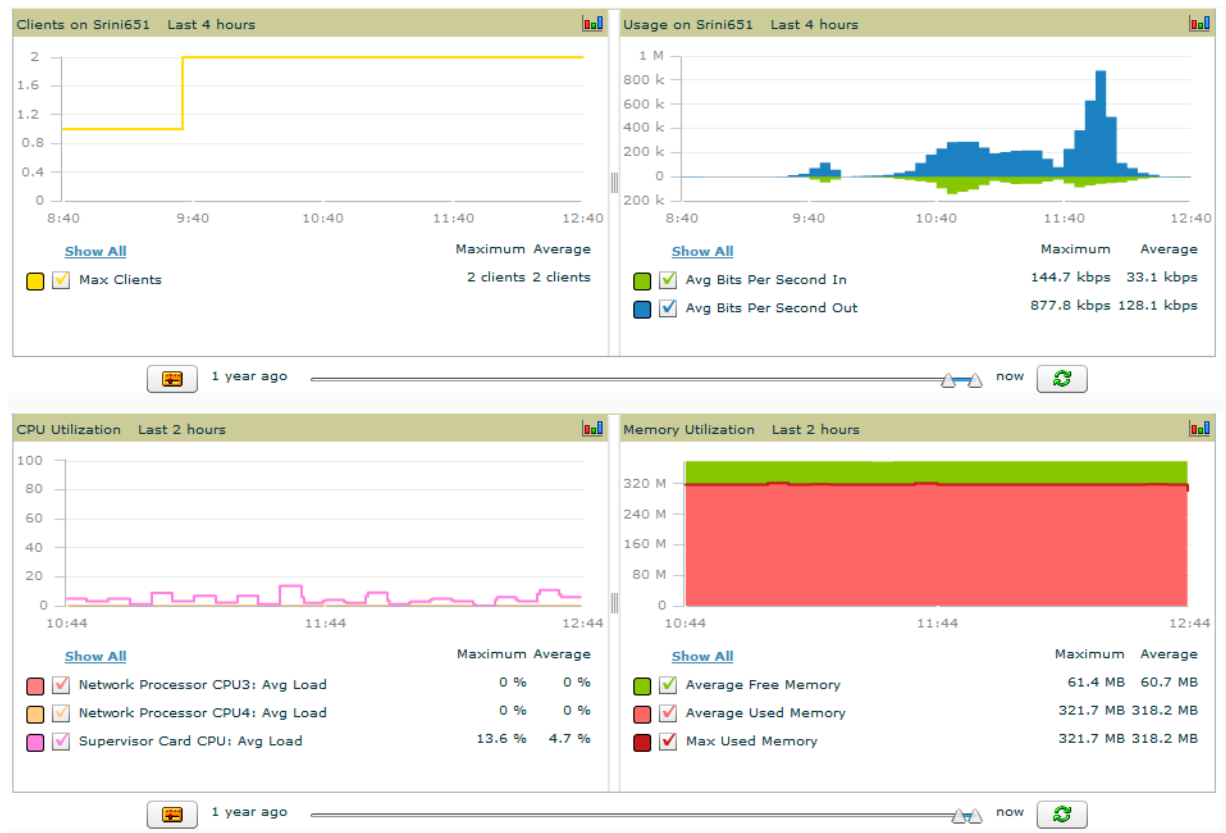 Clients on Srini651 Last 4 hours
2
1.6
1.2
0.8
0.4
0
8:40 9:40 10:40 11:40 12:40
Show All Maximum Average
Max Clients 2 clients 2 clients
Usage on Srini651 Last 4 hours
1 M
800 k
600 k
400 k
200 k
0
200 k
8:40 9:40 10:40 11:40 12:40
Show All Maximum Average
Avg Bits Per Second In 144.7 kbps 33.1 kbps
Avg Bits Per Second Out 877.8 kbps 128.1 kbps
1 year ago now
CPU Utilization Last 2 hours
100
80
60
40
20
0
10:44 11:44 12:44
Show All Maximum Average
Network Processor CPU3: Avg Load 0 % 0 %
Network Processor CPU4: Avg Load 0 % 0 %
Supervisor Card CPU: Avg Load 13.6 % 4.7 %
Memory Utilization Last 2 hours
320 M
240 M
160 M
80 M
0
10:44 11:44 12:44
Show All Maximum Average
Average Free Memory 61.4 MB 60.7 MB
Average Used Memory 321.7 MB 318.2 MB
Max Used Memory 321.7 MB 318.2 MB
1 year ago now